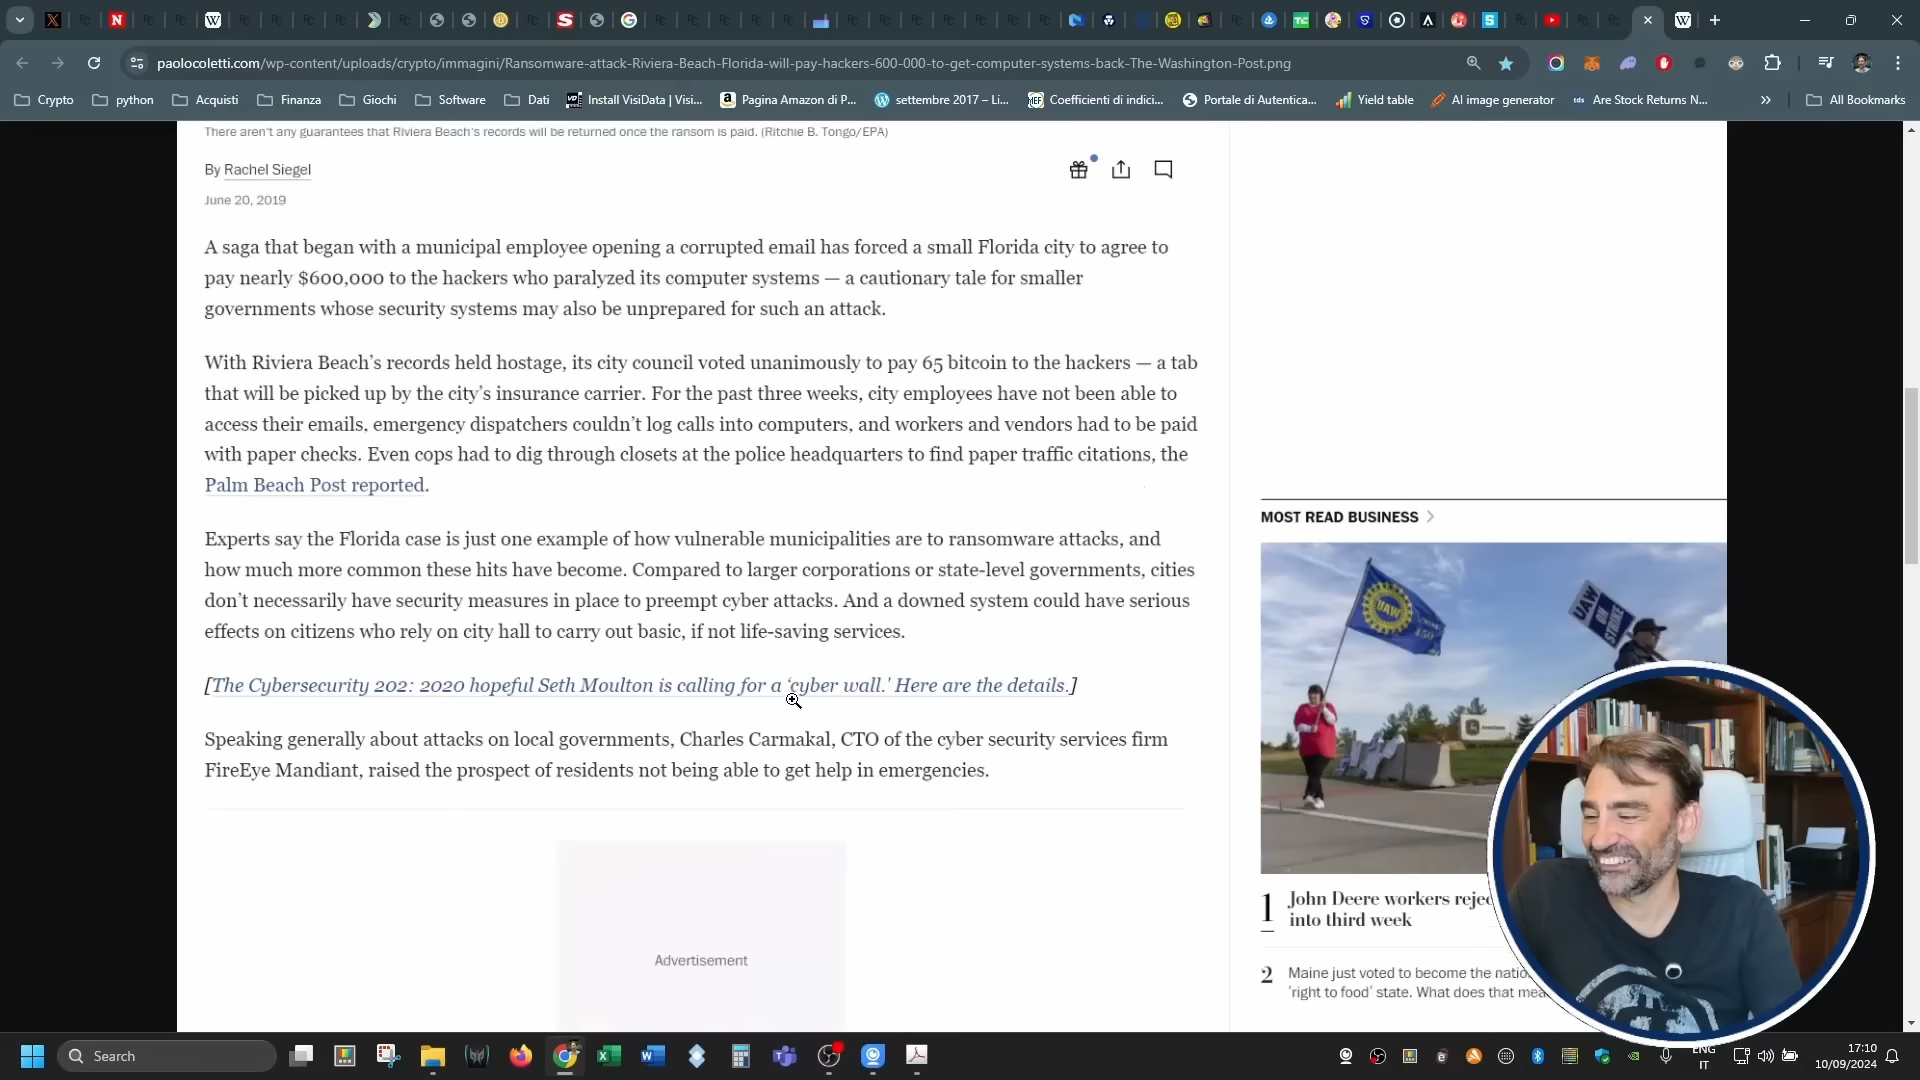 paolocoletti.com/wp-content/uploads/crypto/immagini/Ransomware-attack-Riviera-Beach-Florida-will-pay-hackers-600-000-to-get-computer-systems-back-The-Washington-Post.png
Crypto python Acquisti Finanza Giochi Software Dati Install VisiData | Visi... Pagina Amazon di P... settembre 2017 – Li... Coefficienti di indici... Portale di Autentica... Yield table AI image generator Are Stock Returns N... » All Bookmarks
There aren't any guarantees that Riviera Beach's records will be returned once the ransom is paid. (Ritchie B. Tongo/EPA)
By Rachel Siegel
June 20, 2019
A saga that began with a municipal employee opening a corrupted email has forced a small Florida city to agree to
pay nearly $600,000 to the hackers who paralyzed its computer systems — a cautionary tale for smaller
governments whose security systems may also be unprepared for such an attack.
With Riviera Beach's records held hostage, its city council voted unanimously to pay 65 bitcoin to the hackers — a tab
that will be picked up by the city's insurance carrier. For the past three weeks, city employees have not been able to
access their emails, emergency dispatchers couldn't log calls into computers, and workers and vendors had to be paid
with paper checks. Even cops had to dig through closets at the police headquarters to find paper traffic citations, the
Palm Beach Post reported.
Experts say the Florida case is just one example of how vulnerable municipalities are to ransomware attacks, and
how much more common these hits have become. Compared to larger corporations or state-level governments, cities
don't necessarily have security measures in place to preempt cyber attacks. And a downed system could have serious
effects on citizens who rely on city hall to carry out basic, if not life-saving services.
[The Cybersecurity 202: 2020 hopeful Seth Moulton is calling for a 'cyber wall.' Here are the details.]
Speaking generally about attacks on local governments, Charles Carmakal, CTO of the cyber security services firm
FireEye Mandiant, raised the prospect of residents not being able to get help in emergencies.
Advertisement
MOST READ BUSINESS
UAW
UAW
ON
STRIKE
1 John Deere workers reje
into third week
2 Maine just voted to become the natio
'right to food' state. What does that mea
Search
ENG
IT
17:10
10/09/2024